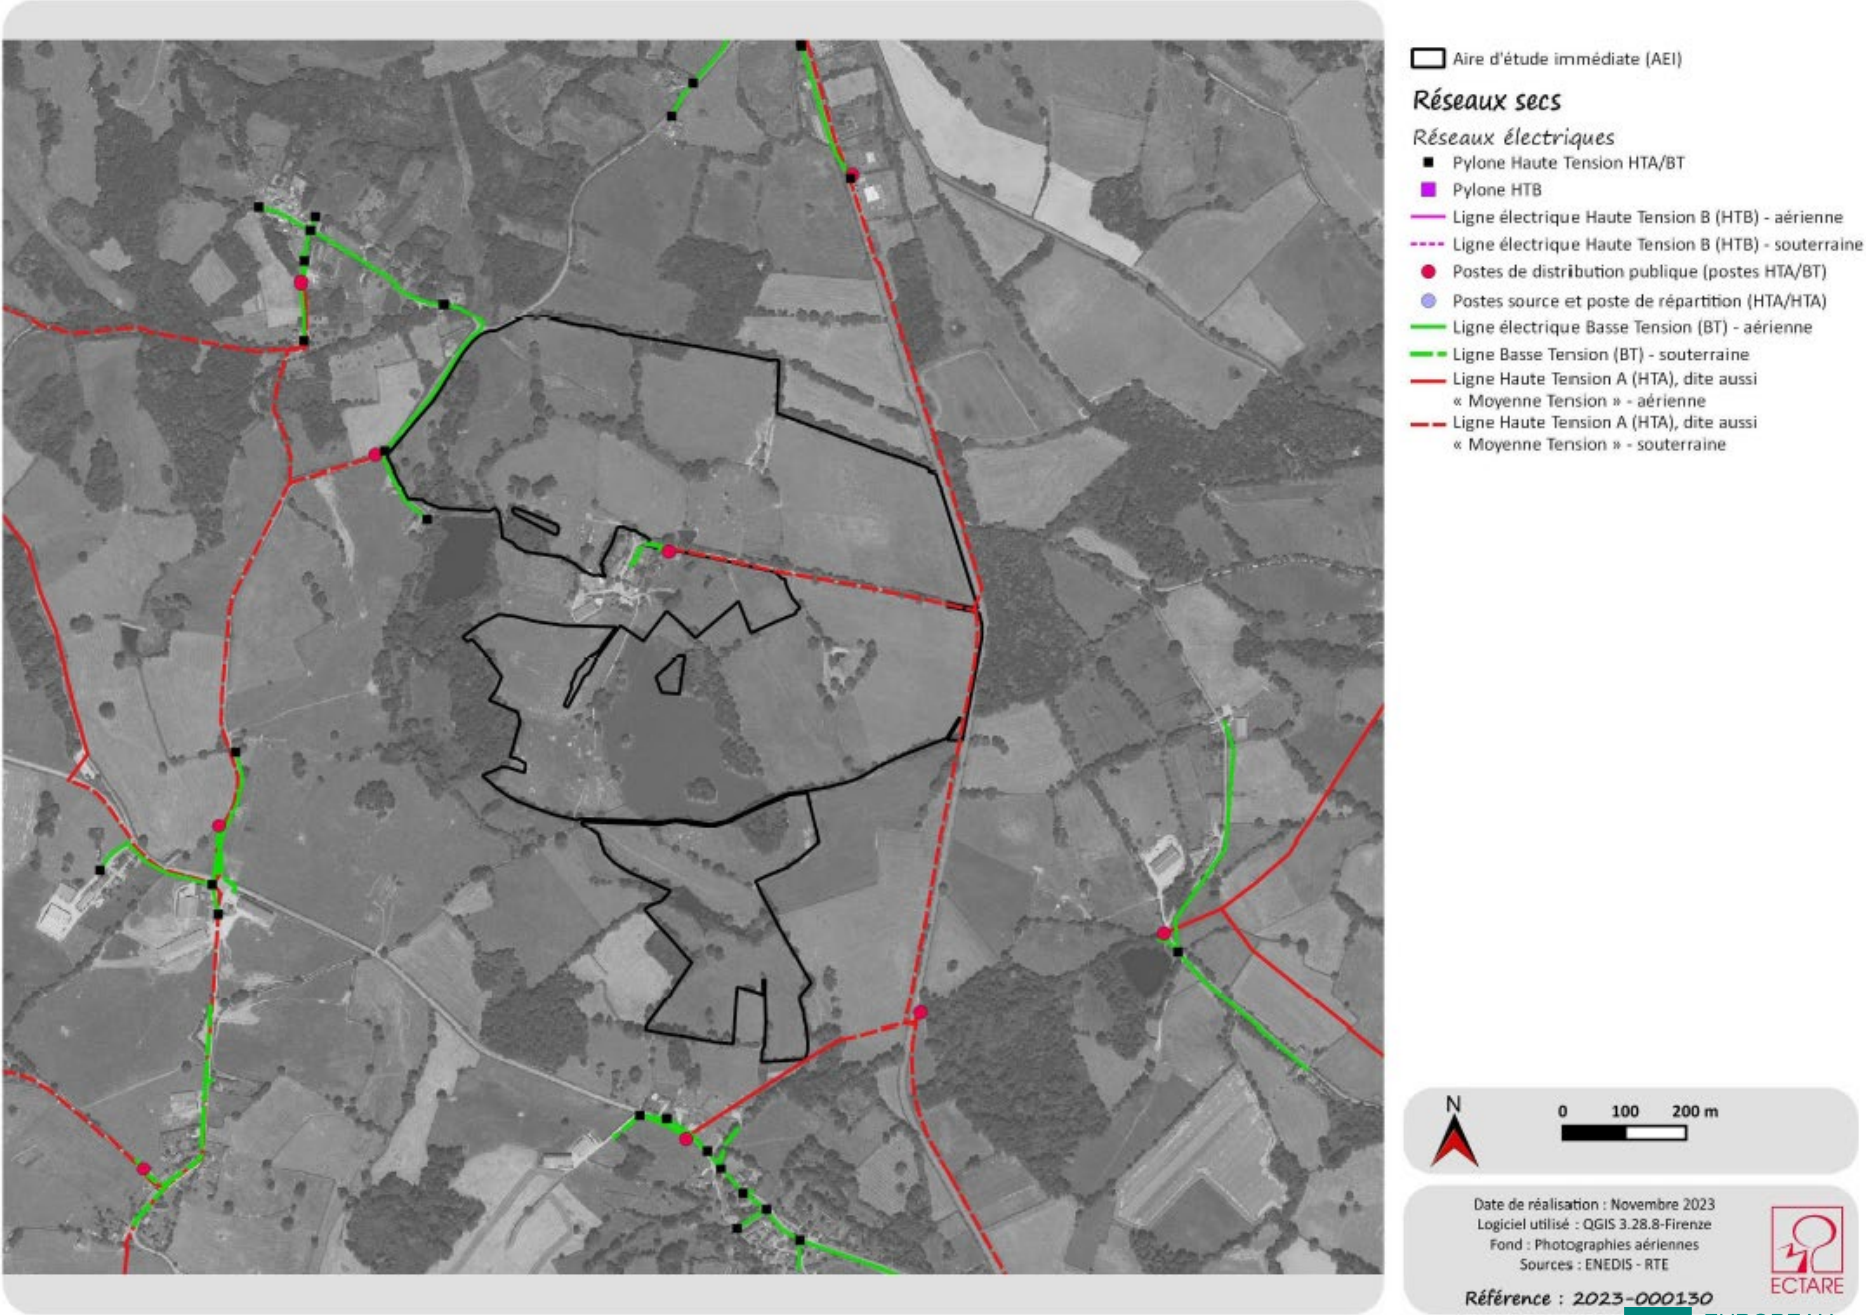 Aire d'étude immédiate (AEI)
Réseaux secs
Réseaux électriques
Pylone Haute Tension HTA/BT
Pylone HTB
Ligne électrique Haute Tension B (HTB) - aérienne
Ligne électrique Haute Tension B (HTB) - souterraine
Postes de distribution publique (postes HTA/BT)
Postes source et poste de répartition (HTA/HTA)
Ligne électrique Basse Tension (BT) - aérienne
Ligne Basse Tension (BT) - souterraine
Ligne Haute Tension A (HTA), dite aussi
« Moyenne Tension » - aérienne
Ligne Haute Tension A (HTA), dite aussi
« Moyenne Tension » - souterraine
N
0 100 200 m
Date de réalisation : Novembre 2023
Logiciel utilisé : QGIS 3.28.8-Firenze
Fond : Photographies aériennes
Sources : ENEDIS - RTE
ECTARE
Référence : 2023-000130